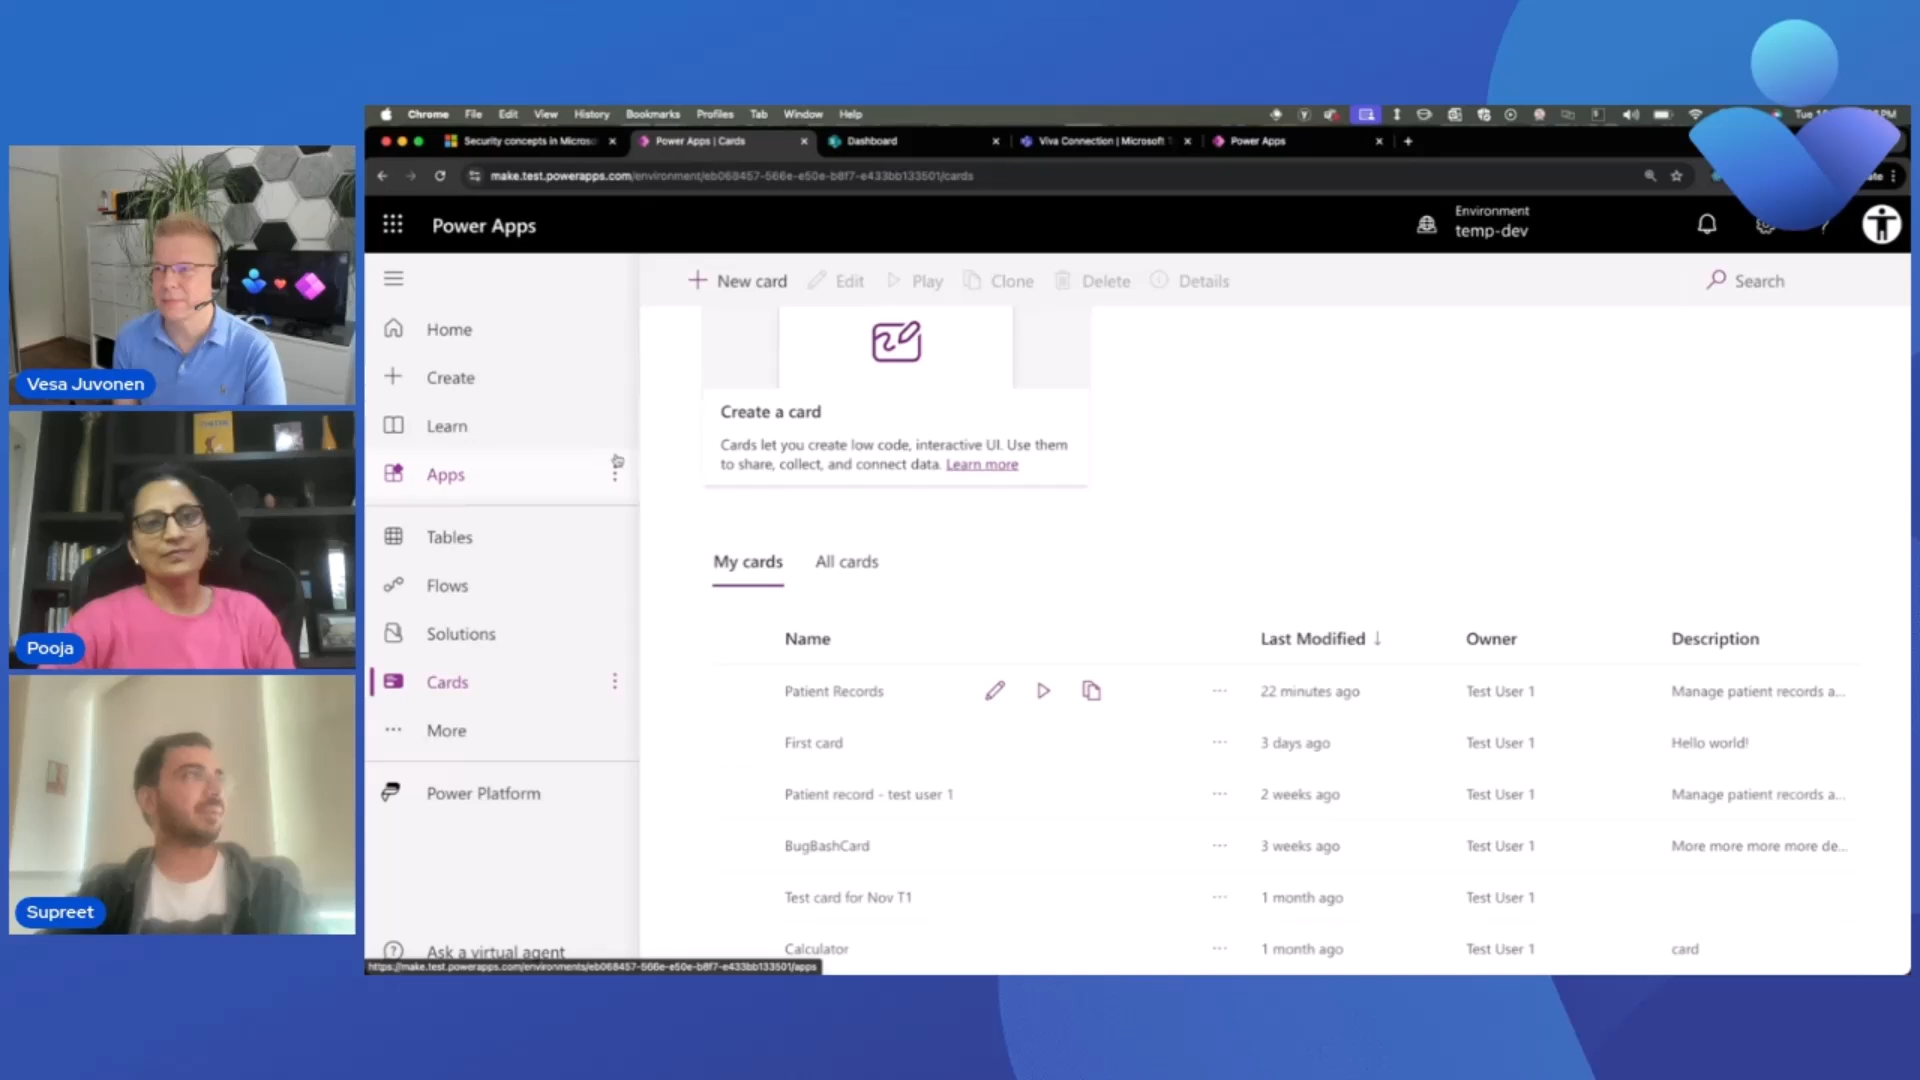 Chrome File Edit View History Bookmarks Profiles Tab Window Help
Security concepts in Micros
Power Apps | Cards
Dashboard
Viva Connection | Microsoft
Power Apps
make.test.powerapps.com/environment/eb068457-566e-e50e-b8f7-e433bb133501/cards
Power Apps
Environment
temp-dev
Home
Create
Learn
Apps
Tables
Flows
Solutions
Cards
More
Power Platform
Ask a virtual agent
https://make.test.powerapps.com/environments/eb068457-566e-e50e-b8f7-e433bb133501/apps
New card Edit Play Clone Delete Details Search
Create a card
Cards let you create low code, interactive UI. Use them
to share, collect, and connect data. Learn more
My cards All cards
Name Last Modified ↓ Owner Description
Patient Records ··· 22 minutes ago Test User 1 Manage patient records a...
First card ··· 3 days ago Test User 1 Hello world!
Patient record - test user 1 ··· 2 weeks ago Test User 1 Manage patient records a...
BugBashCard ··· 3 weeks ago Test User 1 More more more more de...
Test card for Nov T1 ··· 1 month ago Test User 1
Calculator ··· 1 month ago Test User 1 card
Vesa Juvonen
Pooja
Supreet